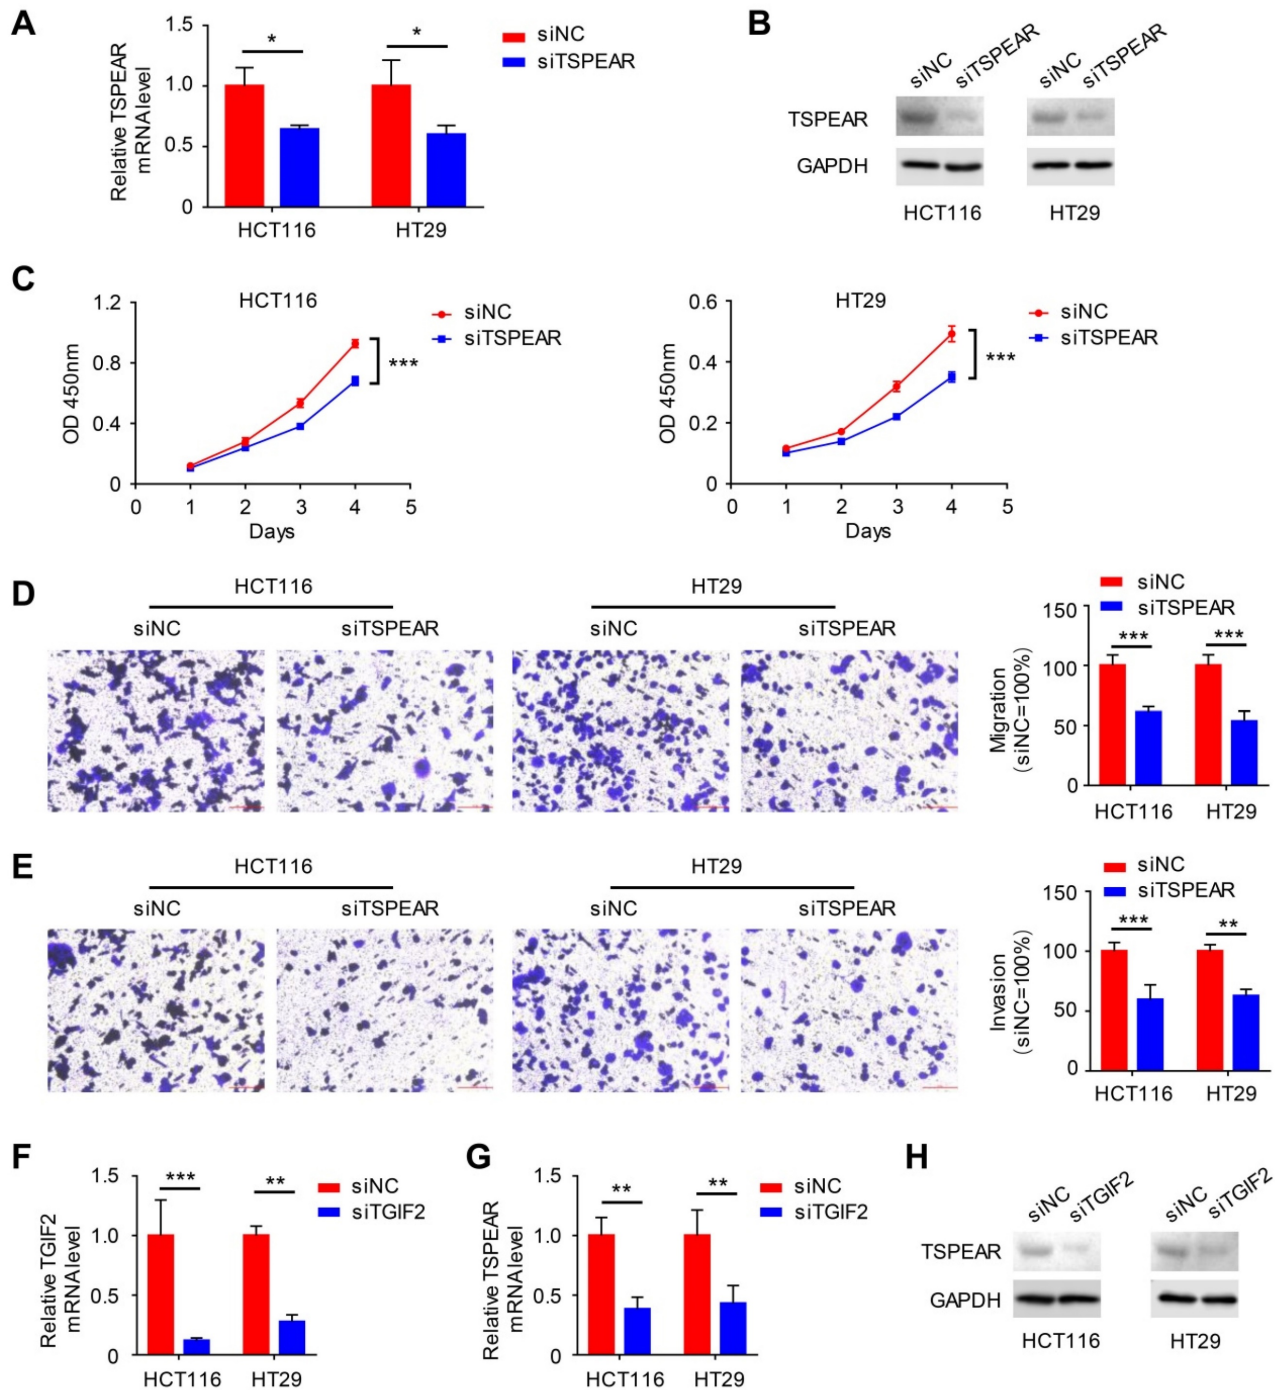 A
1.5
1.0
0.5
0
Relative TSPEAR
mRNAlevel
*
*
siNC
siTSPEAR
HCT116
HT29
B
siNC
siTSPEAR
siNC
siTSPEAR
TSPEAR
GAPDH
HCT116
HT29
C
HCT116
1.2
0.8
0.4
0
OD 450nm
siNC
siTSPEAR
***
0
1
2
3
4
5
Days
HT29
0.6
0.4
0.2
0
OD 450nm
siNC
siTSPEAR
***
0
1
2
3
4
5
Days
D
HCT116
HT29
siNC
siTSPEAR
siNC
siTSPEAR
siNC
siTSPEAR
150
100
50
0
Migration
(siNC=100%)
***
***
HCT116
HT29
E
HCT116
HT29
siNC
siTSPEAR
siNC
siTSPEAR
siNC
siTSPEAR
150
100
50
0
Invasion
(siNC=100%)
***
**
HCT116
HT29
F
1.5
1.0
0.5
0
Relative TGIF2
mRNAlevel
***
**
siNC
siTGIF2
HCT116
HT29
G
1.5
1.0
0.5
0
Relative TSPEAR
mRNAlevel
**
**
siNC
siTGIF2
HCT116
HT29
H
siNC
siTGIF2
siNC
siTGIF2
TSPEAR
GAPDH
HCT116
HT29